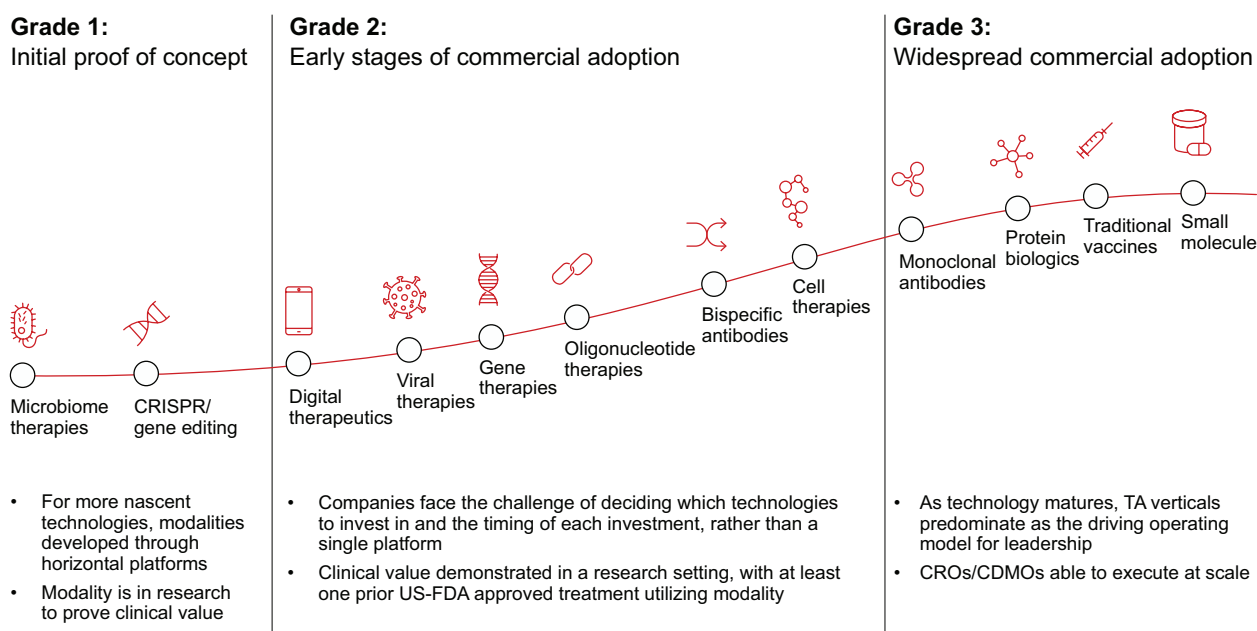 Grade 1:
Initial proof of concept
Grade 2:
Early stages of commercial adoption
Grade 3:
Widespread commercial adoption
Microbiome
therapies
CRISPR/
gene editing
Digital
therapeutics
Viral
therapies
Gene
therapies
Oligonucleotide
therapies
Bispecific
antibodies
Cell
therapies
Monoclonal
antibodies
Protein
biologics
Traditional
vaccines
Small
molecule
• For more nascent
technologies, modalities
developed through
horizontal platforms
• Modality is in research
to prove clinical value
• Companies face the challenge of deciding which technologies
to invest in and the timing of each investment, rather than a
single platform
• Clinical value demonstrated in a research setting, with at least
one prior US-FDA approved treatment utilizing modality
• As technology matures, TA verticals
predominate as the driving operating
model for leadership
• CROs/CDMOs able to execute at scale